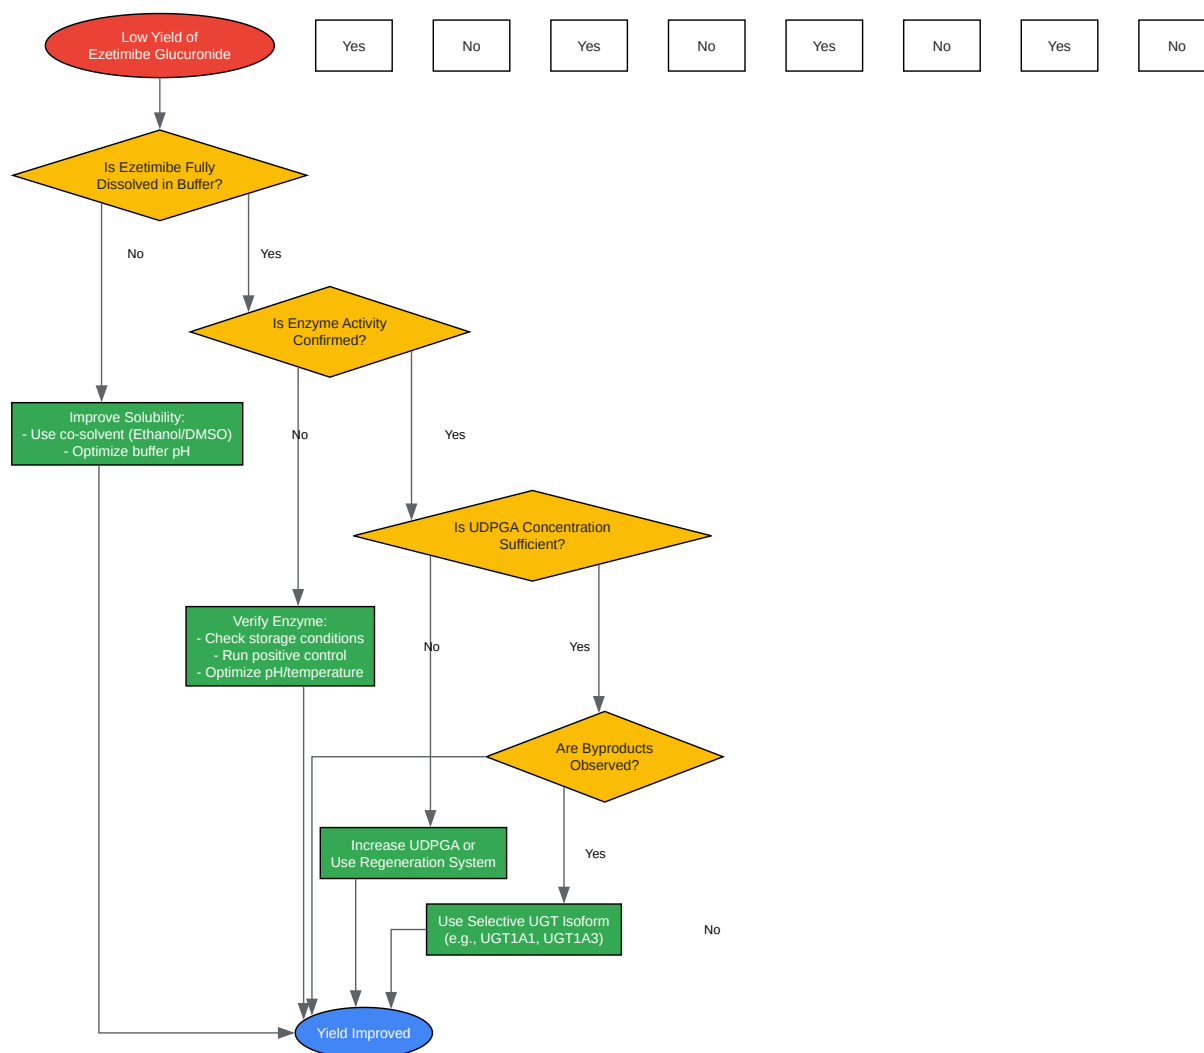 Low Yield of
Ezetimibe Glucuronide
Yes
No
Yes
No
Yes
No
Yes
No
Is Ezetimibe Fully
Dissolved in Buffer?
No
Yes
Is Enzyme Activity
Confirmed?
Improve Solubility:
- Use co-solvent (Ethanol/DMSO)
- Optimize buffer pH
No
Yes
Is UDPGA Concentration
Sufficient?
Verify Enzyme:
- Check storage conditions
- Run positive control
- Optimize pH/temperature
No
Yes
Are Byproducts
Observed?
Increase UDPGA or
Use Regeneration System
Yes
Use Selective UGT Isoform
(e.g., UGT1A1, UGT1A3)
No
Yield Improved